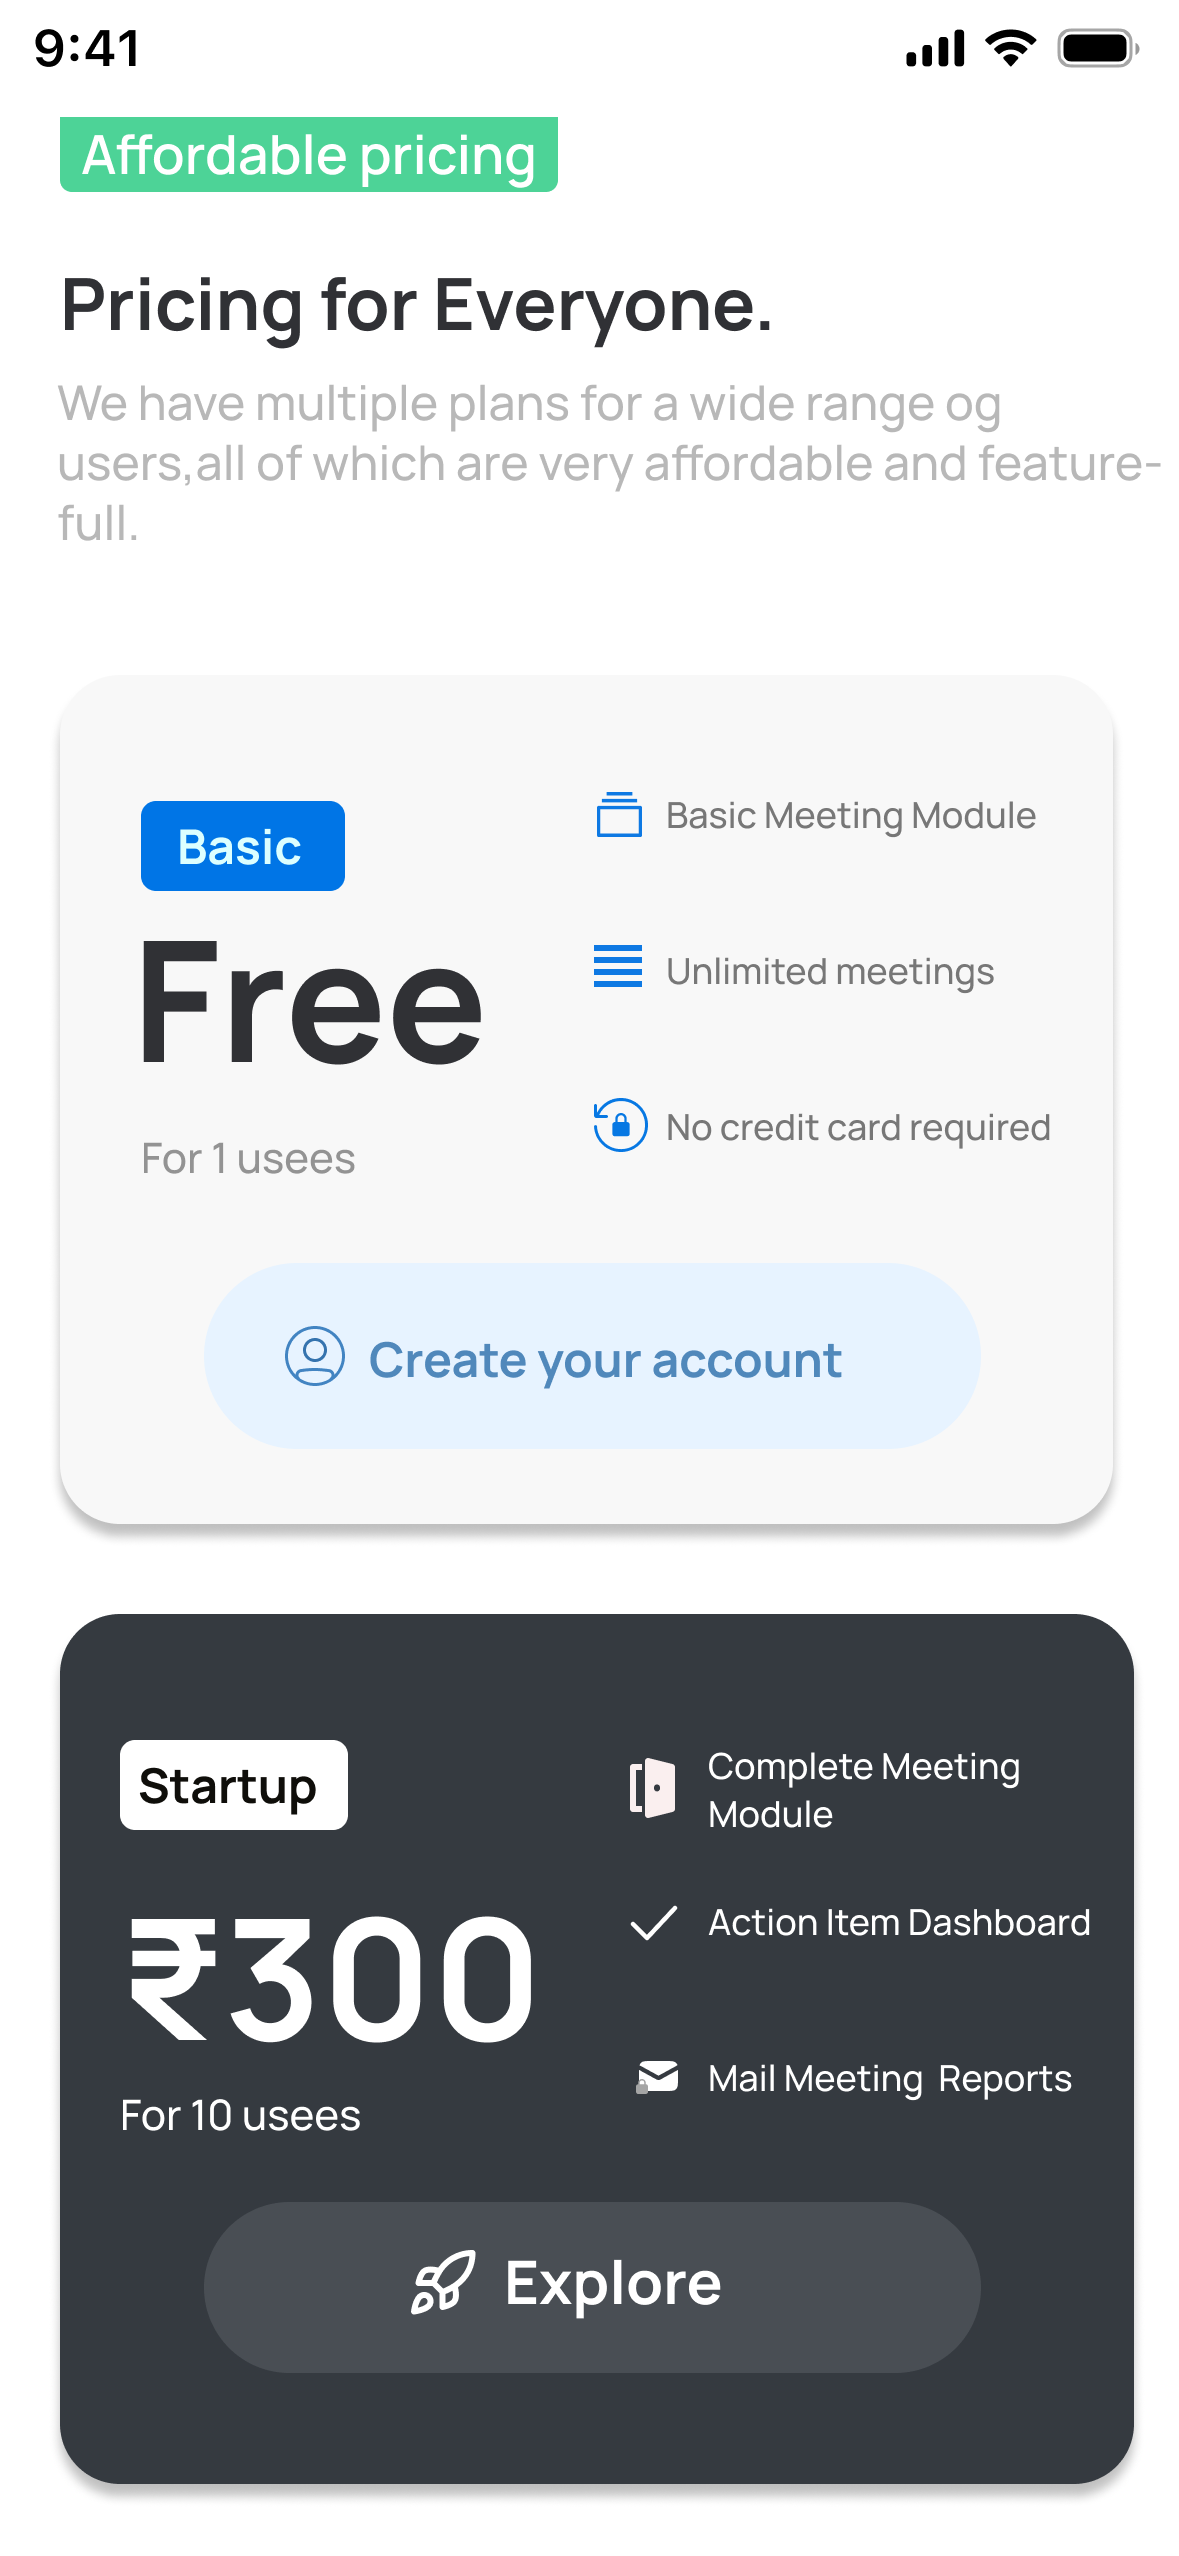 9:41
Affordable pricing
Pricing for Everyone.
We have multiple plans for a wide range og
users,all of which are very affordable and feature-
full.
Basic
Free
For 1 usees
Basic Meeting Module
Unlimited meetings
No credit card required
Create your account
Startup
₹300
For 10 usees
Complete Meeting
Module
Action Item Dashboard
Mail Meeting  Reports
Explore